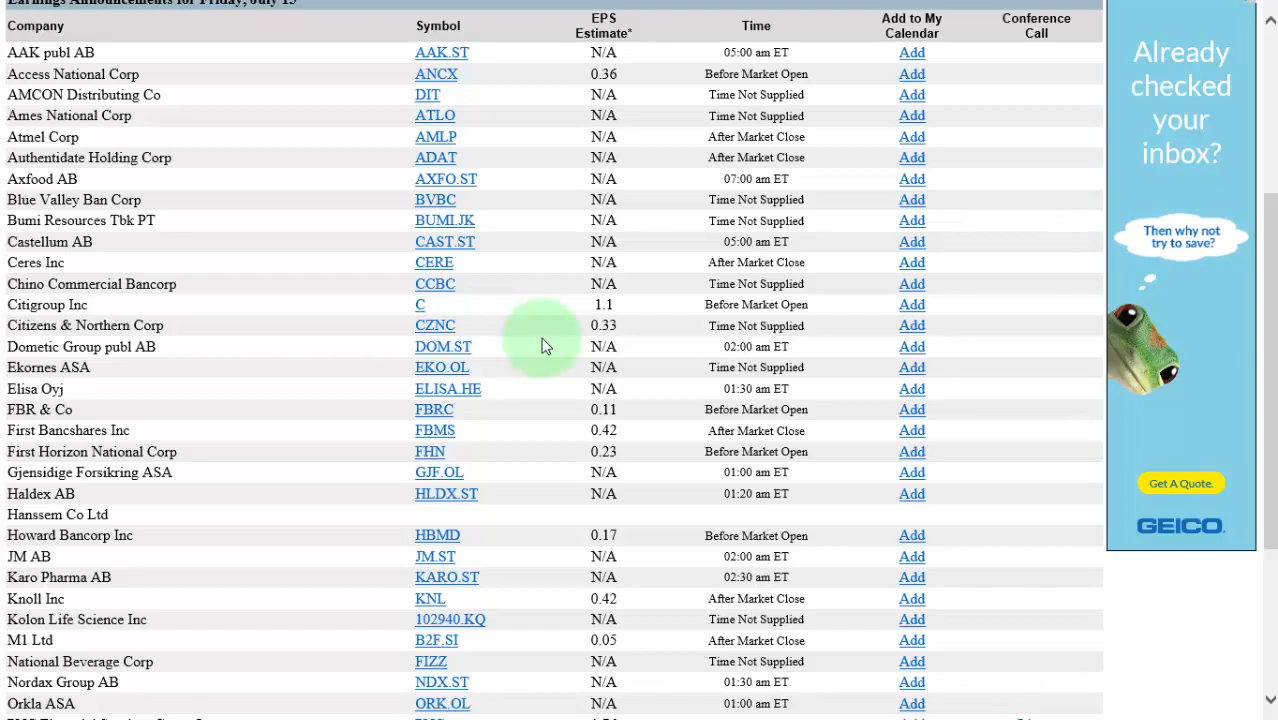 Earnings Announcements for Friday, July 15
Company Symbol EPS Estimate* Time Add to My Calendar Conference Call
AAK publ AB AAK.ST N/A 05:00 am ET Add
Access National Corp ANCX 0.36 Before Market Open Add
AMCON Distributing Co DIT N/A Time Not Supplied Add
Ames National Corp ATLO N/A Time Not Supplied Add
Atmel Corp AMLP N/A After Market Close Add
Authentidate Holding Corp ADAT N/A After Market Close Add
Axfood AB AXFO.ST N/A 07:00 am ET Add
Blue Valley Ban Corp BVBC N/A Time Not Supplied Add
Bumi Resources Tbk PT BUMI.JK N/A Time Not Supplied Add
Castellum AB CAST.ST N/A 05:00 am ET Add
Ceres Inc CERE N/A After Market Close Add
Chino Commercial Bancorp CCBC N/A Time Not Supplied Add
Citigroup Inc C 1.1 Before Market Open Add
Citizens & Northern Corp CZNC 0.33 Time Not Supplied Add
Dometic Group publ AB DOM.ST N/A 02:00 am ET Add
Ekornes ASA EKO.OL N/A Time Not Supplied Add
Elisa Oyj ELISA.HE N/A 01:30 am ET Add
FBR & Co FBRC 0.11 Before Market Open Add
First Bancshares Inc FBMS 0.42 After Market Close Add
First Horizon National Corp FHN 0.23 Before Market Open Add
Gjensidige Forsikring ASA GJF.OL N/A 01:00 am ET Add
Haldex AB HLDX.ST N/A 01:20 am ET Add
Hanssem Co Ltd
Howard Bancorp Inc HBMD 0.17 Before Market Open Add
JM AB JM.ST N/A 02:00 am ET Add
Karo Pharma AB KARO.ST N/A 02:30 am ET Add
Knoll Inc KNL 0.42 After Market Close Add
Kolon Life Science Inc 102940.KQ N/A Time Not Supplied Add
M1 Ltd B2F.SI 0.05 After Market Close Add
National Beverage Corp FIZZ N/A Time Not Supplied Add
Nordax Group AB NDX.ST N/A 01:30 am ET Add
Orkla ASA ORK.OL N/A 01:00 am ET Add
Already
checked
your
inbox?
Then why not
try to save?
Get A Quote.
GEICO